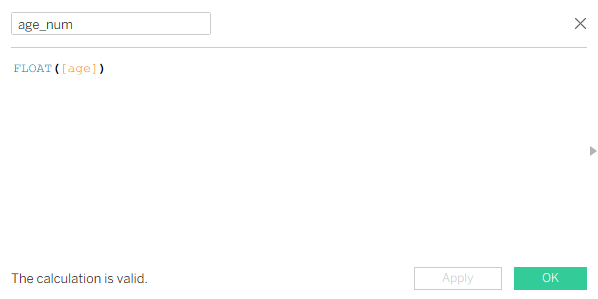 age_num
FLOAT([age])
The calculation is valid.
Apply
OK